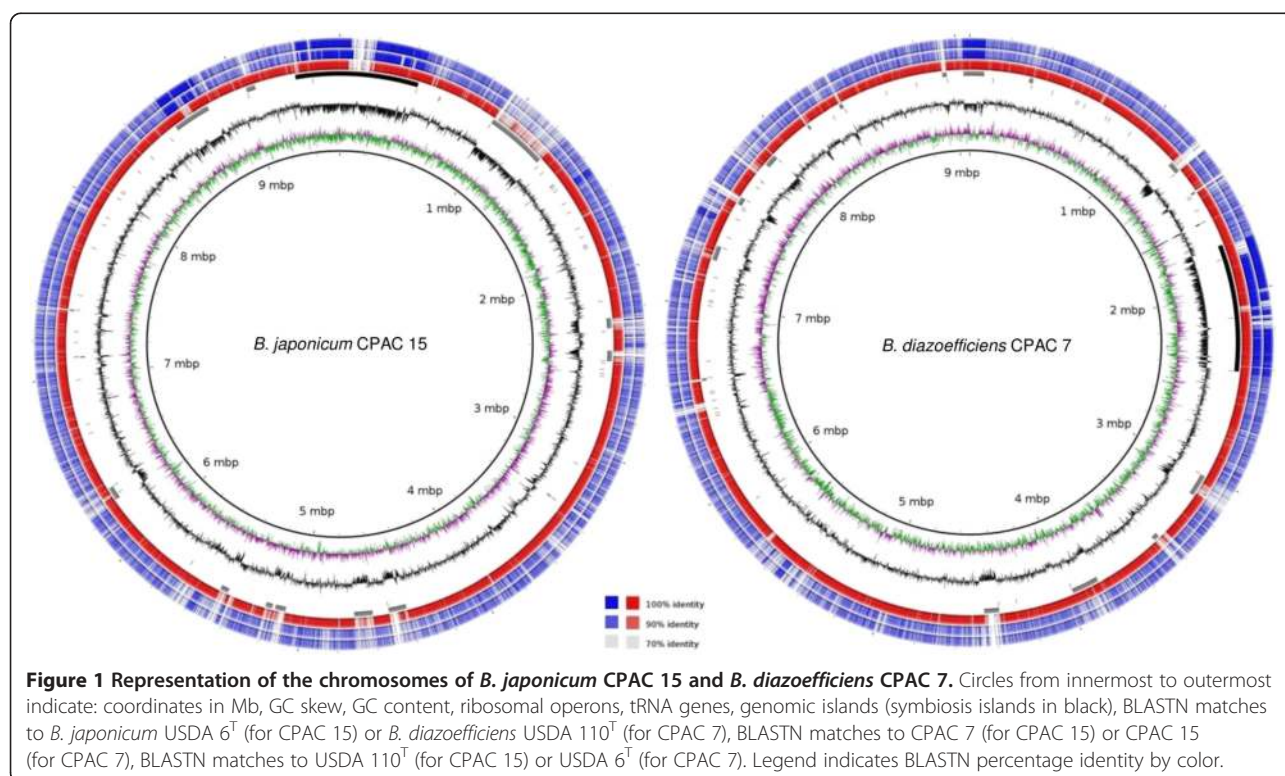 9 mbp
1 mbp
8 mbp
2 mbp
B. japonicum CPAC 15
7 mbp
3 mbp
6 mbp
4 mbp
5 mbp
9 mbp
8 mbp
1 mbp
7 mbp
2 mbp
B. diazoefficiens CPAC 7
6 mbp
3 mbp
5 mbp
4 mbp
100% identity
90% identity
70% identity
Figure 1 Representation of the chromosomes of B. japonicum CPAC 15 and B. diazoefficiens CPAC 7. Circles from innermost to outermost
indicate: coordinates in Mb, GC skew, GC content, ribosomal operons, tRNA genes, genomic islands (symbiosis islands in black), BLASTN matches
to B. japonicum USDA 6T (for CPAC 15) or B. diazoefficiens USDA 110T (for CPAC 7), BLASTN matches to CPAC 7 (for CPAC 15) or CPAC 15
(for CPAC 7), BLASTN matches to USDA 110T (for CPAC 15) or USDA 6T (for CPAC 7). Legend indicates BLASTN percentage identity by color.